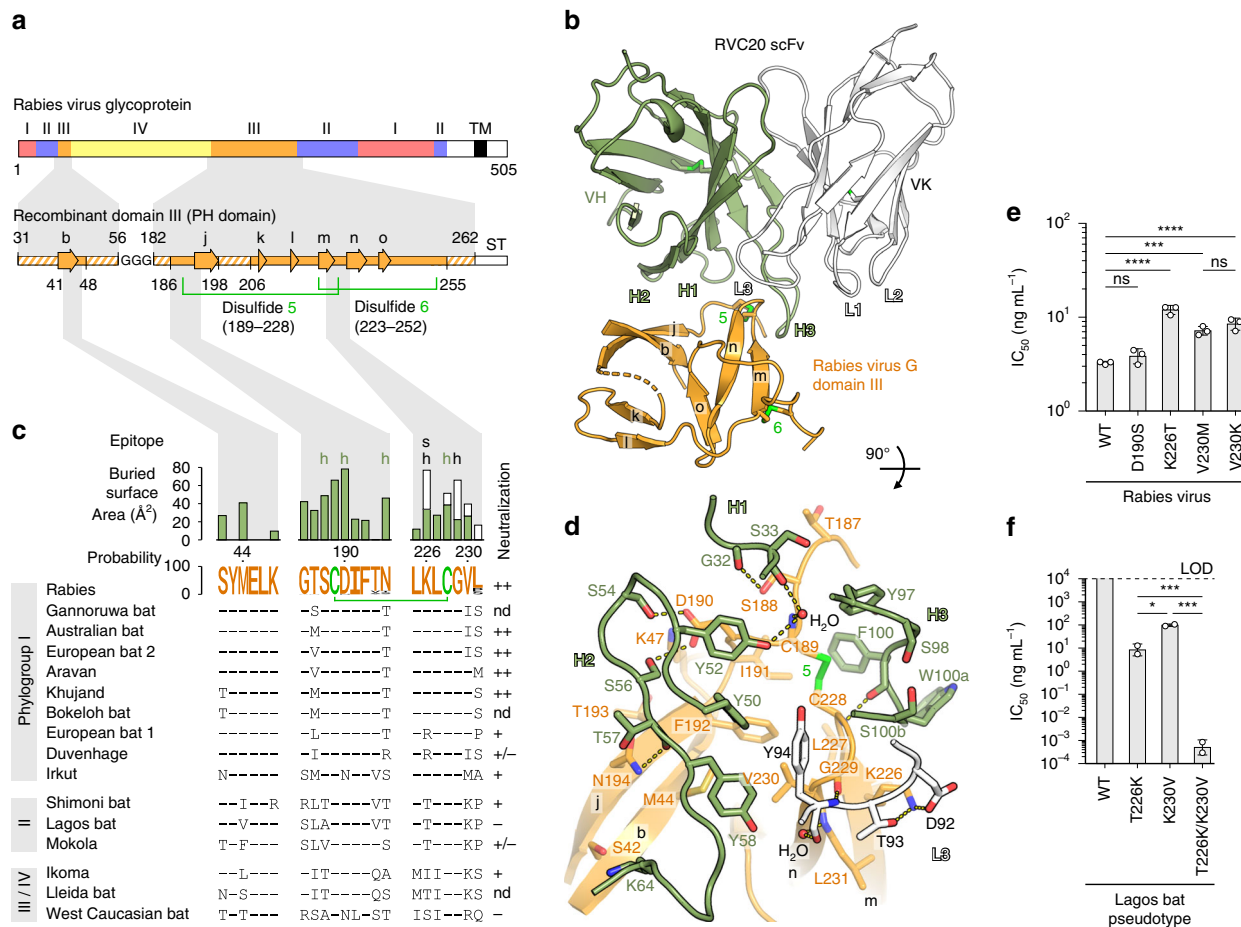 a
Rabies virus glycoprotein
I II III IV III II I II TM
1 505
Recombinant domain III (PH domain)
31 b 56 182 j k l m n o 262 ST
GGG
41 48 186 198 206 255
Disulfide 5 (189–228)
Disulfide 6 (223–252)
b
RVC20 scFv
VH
VK
H2 H1 L3 L1 L2
H3
5
j
b
n
m
o
k
l
6
Rabies virus G domain III
90°
c
Epitope
h h h s h h h
Buried surface Area (Å²)
80
60
40
20
0
44 190 226 230
Probability
100
0
Neutralization
Rabies SYMELK GTSCDIFTN LKLCGVL ++
Phylogroup I
Gannoruwa bat ------ --S-----T -----IS nd
Australian bat ------ --M-----T -----IS ++
European bat 2 ------ --V-----T -----IS ++
Aravan ------ --V-----T ------M ++
Khujand T----- --M-----T ------S ++
Bokeloh bat T----- --M-----T ------S nd
European bat 1 ------ --L-----T -R----P +
Duvenhage ------ --I-----T -R----S +/–
Irkut N----- -SM--N--VS -----MA +
II
Shimoni bat --I--R RLT----VT -T---KP +
Lagos bat --V--- SLA----VT -T---KP –
Mokola T-F--- SLV-----S -T---KP +/–
III / IV
Ikoma --L--- --IT----QA MII--KS +
Lleida bat N-S--- --IT----QS MTI--KS nd
West Caucasian bat T-T--- RSA-NL-ST ISI--RQ –
d
H1
S33
G32
T187
S54
D190
S188
H₂O
Y97
H3
K47
C189
F100
S98
H2
Y52
I191
5
W100a
S56
Y50
C228
T193
F192
S100b
T57
Y94
L227
G229
K226
N194
V230
j
M44
D92
b
Y58
H₂O
T93
L3
S42
n
L231
K64
m
e
IC₅₀ (ng mL⁻¹)
10²
10¹
10⁰
****
***
****
ns
ns
WT
D190S
K226T
V230M
V230K
Rabies virus
f
IC₅₀ (ng mL⁻¹)
LOD
10⁴
10³
10²
10¹
10⁰
10⁻¹
10⁻²
10⁻³
10⁻⁴
***
*
***
WT
T226K
K230V
T226K/K230V
Lagos bat pseudotype